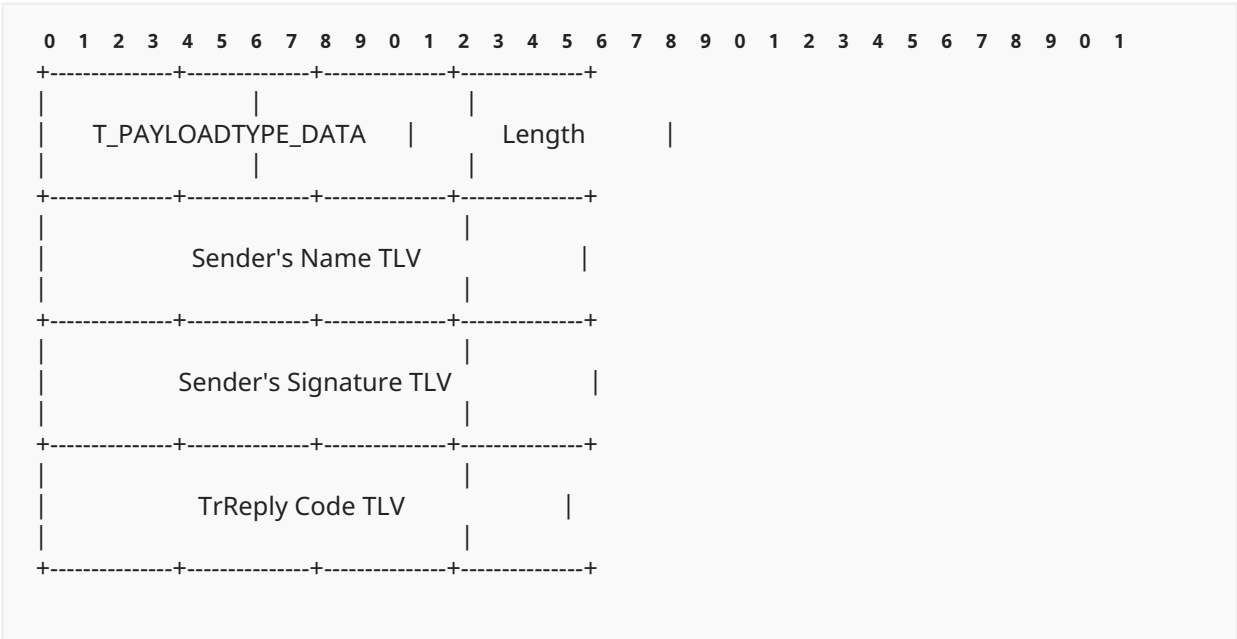 0 1 2 3 4 5 6 7 8 9 0 1 2 3 4 5 6 7 8 9 0 1 2 3 4 5 6 7 8 9 0 1
+---------------+---------------+---------------+---------------+
| | |
| T_PAYLOADTYPE_DATA | Length |
| | |
+---------------+---------------+---------------+---------------+
| |
| Sender's Name TLV |
| |
+---------------+---------------+---------------+---------------+
| |
| Sender's Signature TLV |
| |
+---------------+---------------+---------------+---------------+
| |
| TrReply Code TLV |
| |
+---------------+---------------+---------------+---------------+